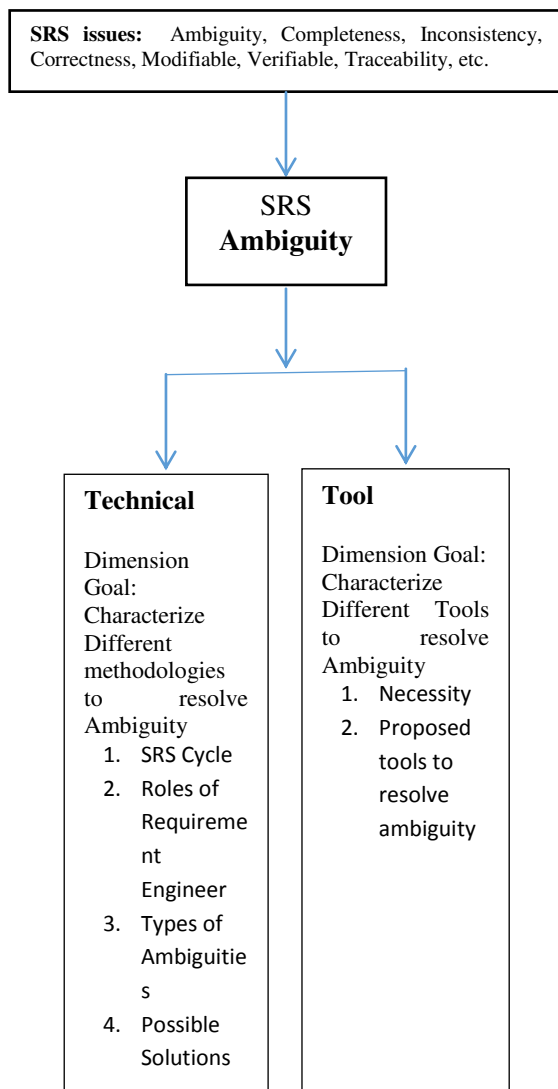 SRS issues: Ambiguity, Completeness, Inconsistency,
Correctness, Modifiable, Verifiable, Traceability, etc.
SRS
Ambiguity
Technical
Dimension
Goal:
Characterize
Different
methodologies
to resolve
Ambiguity
1. SRS Cycle
2. Roles of
Requireme
nt
Engineer
3. Types of
Ambiguitie
s
4. Possible
Solutions
Tool
Dimension Goal:
Characterize
Different Tools
to resolve
Ambiguity
1. Necessity
2. Proposed
tools to
resolve
ambiguity